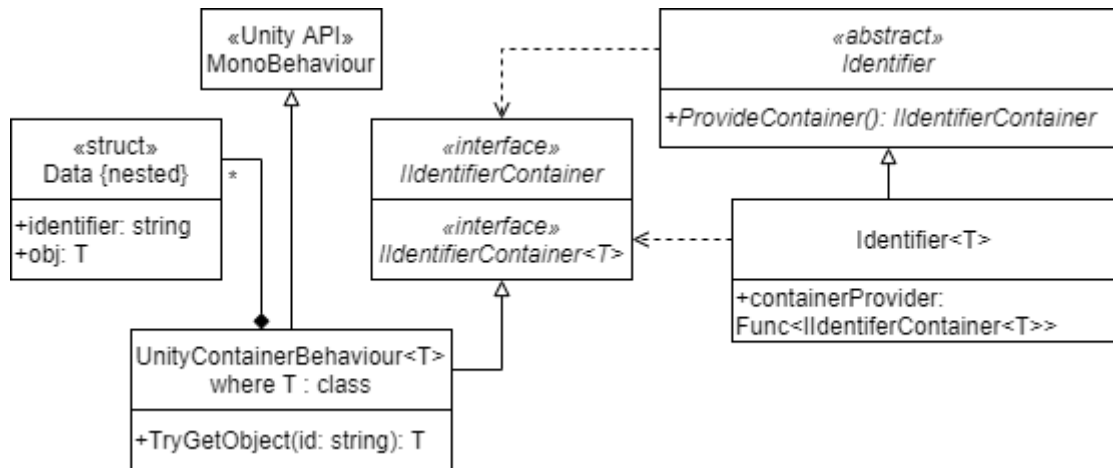 «Unity API»
MonoBehaviour
«abstract»
Identifier
+ProvideContainer(): IIdentifierContainer
«struct»
Data {nested}
+identifier: string
+obj: T
*
«interface»
IIdentifierContainer
«interface»
IIdentifierContainer<T>
Identifier<T>
+containerProvider:
Func<IIdentiferContainer<T>>
UnityContainerBehaviour<T>
where T : class
+TryGetObject(id: string): T